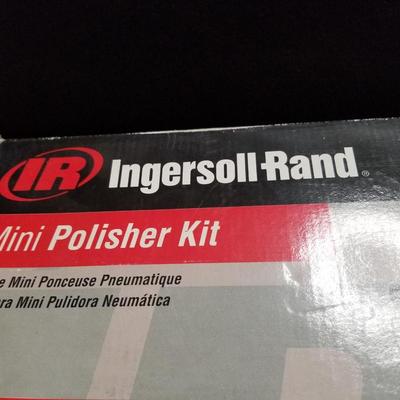 IR Ingersoll-Rand®
Mini Polisher Kit
e Mini Ponceuse Pneumatique
ra Mini Pulidora Neumática